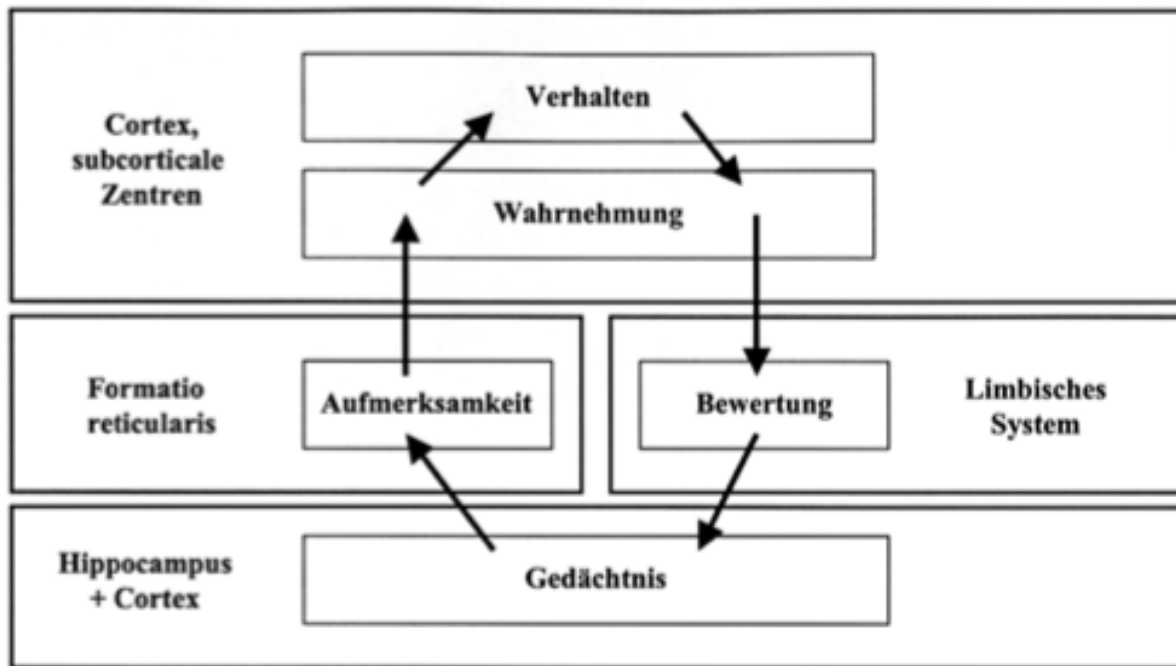 Verhalten
Cortex,
subcorticale
Zentren
Wahrnehmung
Formatio
reticularis
Aufmerksamkeit
Bewertung
Limbisches
System
Hippocampus
+ Cortex
Gedächtnis